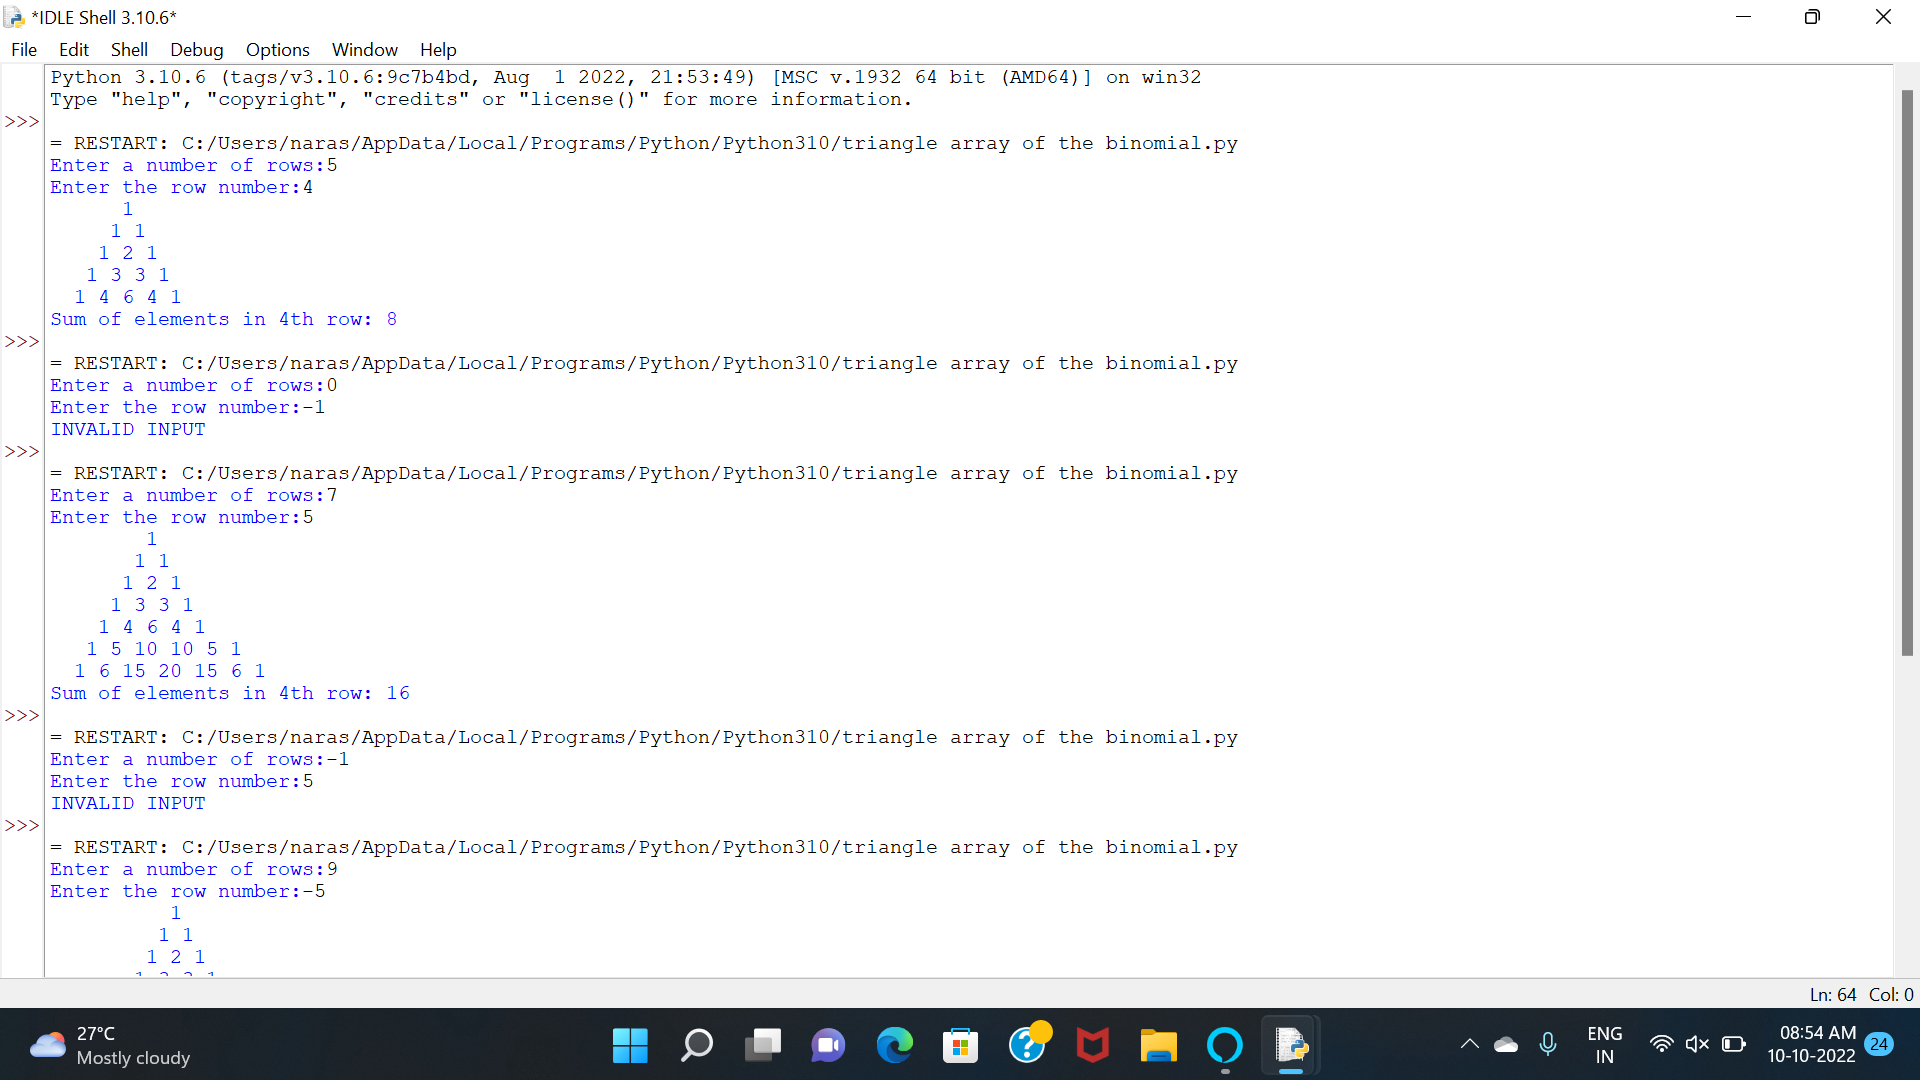 *IDLE Shell 3.10.6*
File Edit Shell Debug Options Window Help
Python 3.10.6 (tags/v3.10.6:9c7b4bd, Aug  1 2022, 21:53:49) [MSC v.1932 64 bit (AMD64)] on win32
Type "help", "copyright", "credits" or "license()" for more information.
>>>
= RESTART: C:/Users/naras/AppData/Local/Programs/Python/Python310/triangle array of the binomial.py
Enter a number of rows:5
Enter the row number:4
1
1 1
1 2 1
1 3 3 1
1 4 6 4 1
Sum of elements in 4th row: 8
>>>
= RESTART: C:/Users/naras/AppData/Local/Programs/Python/Python310/triangle array of the binomial.py
Enter a number of rows:0
Enter the row number:-1
INVALID INPUT
>>>
= RESTART: C:/Users/naras/AppData/Local/Programs/Python/Python310/triangle array of the binomial.py
Enter a number of rows:7
Enter the row number:5
1
1 1
1 2 1
1 3 3 1
1 4 6 4 1
1 5 10 10 5 1
1 6 15 20 15 6 1
Sum of elements in 4th row: 16
>>>
= RESTART: C:/Users/naras/AppData/Local/Programs/Python/Python310/triangle array of the binomial.py
Enter a number of rows:-1
Enter the row number:5
INVALID INPUT
>>>
= RESTART: C:/Users/naras/AppData/Local/Programs/Python/Python310/triangle array of the binomial.py
Enter a number of rows:9
Enter the row number:-5
1
1 1
1 2 1
Ln: 64 Col: 0
27°C
Mostly cloudy
ENG
IN
08:54 AM
10-10-2022
24